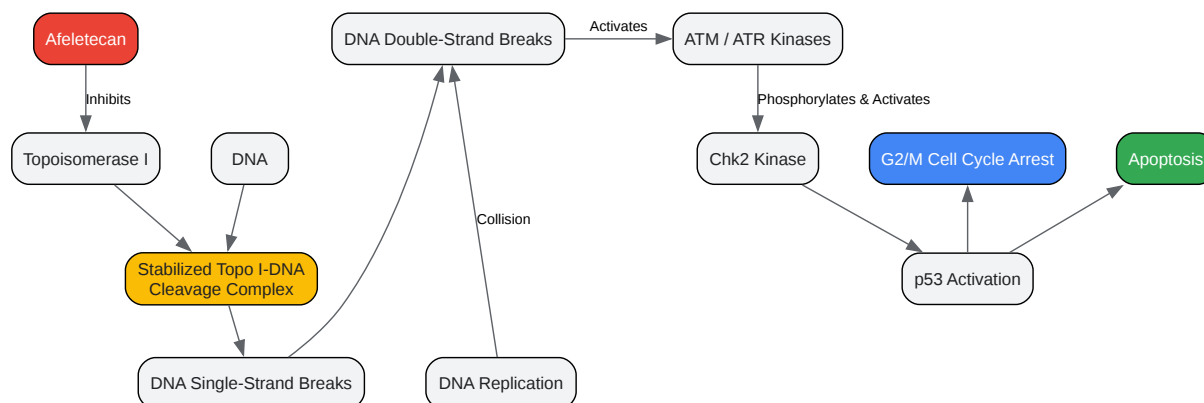 Afeletecan
DNA Double-Strand Breaks
Activates
ATM / ATR Kinases
Inhibits
Phosphorylates & Activates
Topoisomerase I
DNA
Chk2 Kinase
G2/M Cell Cycle Arrest
Apoptosis
Collision
Stabilized Topo I-DNA
Cleavage Complex
p53 Activation
DNA Single-Strand Breaks
DNA Replication